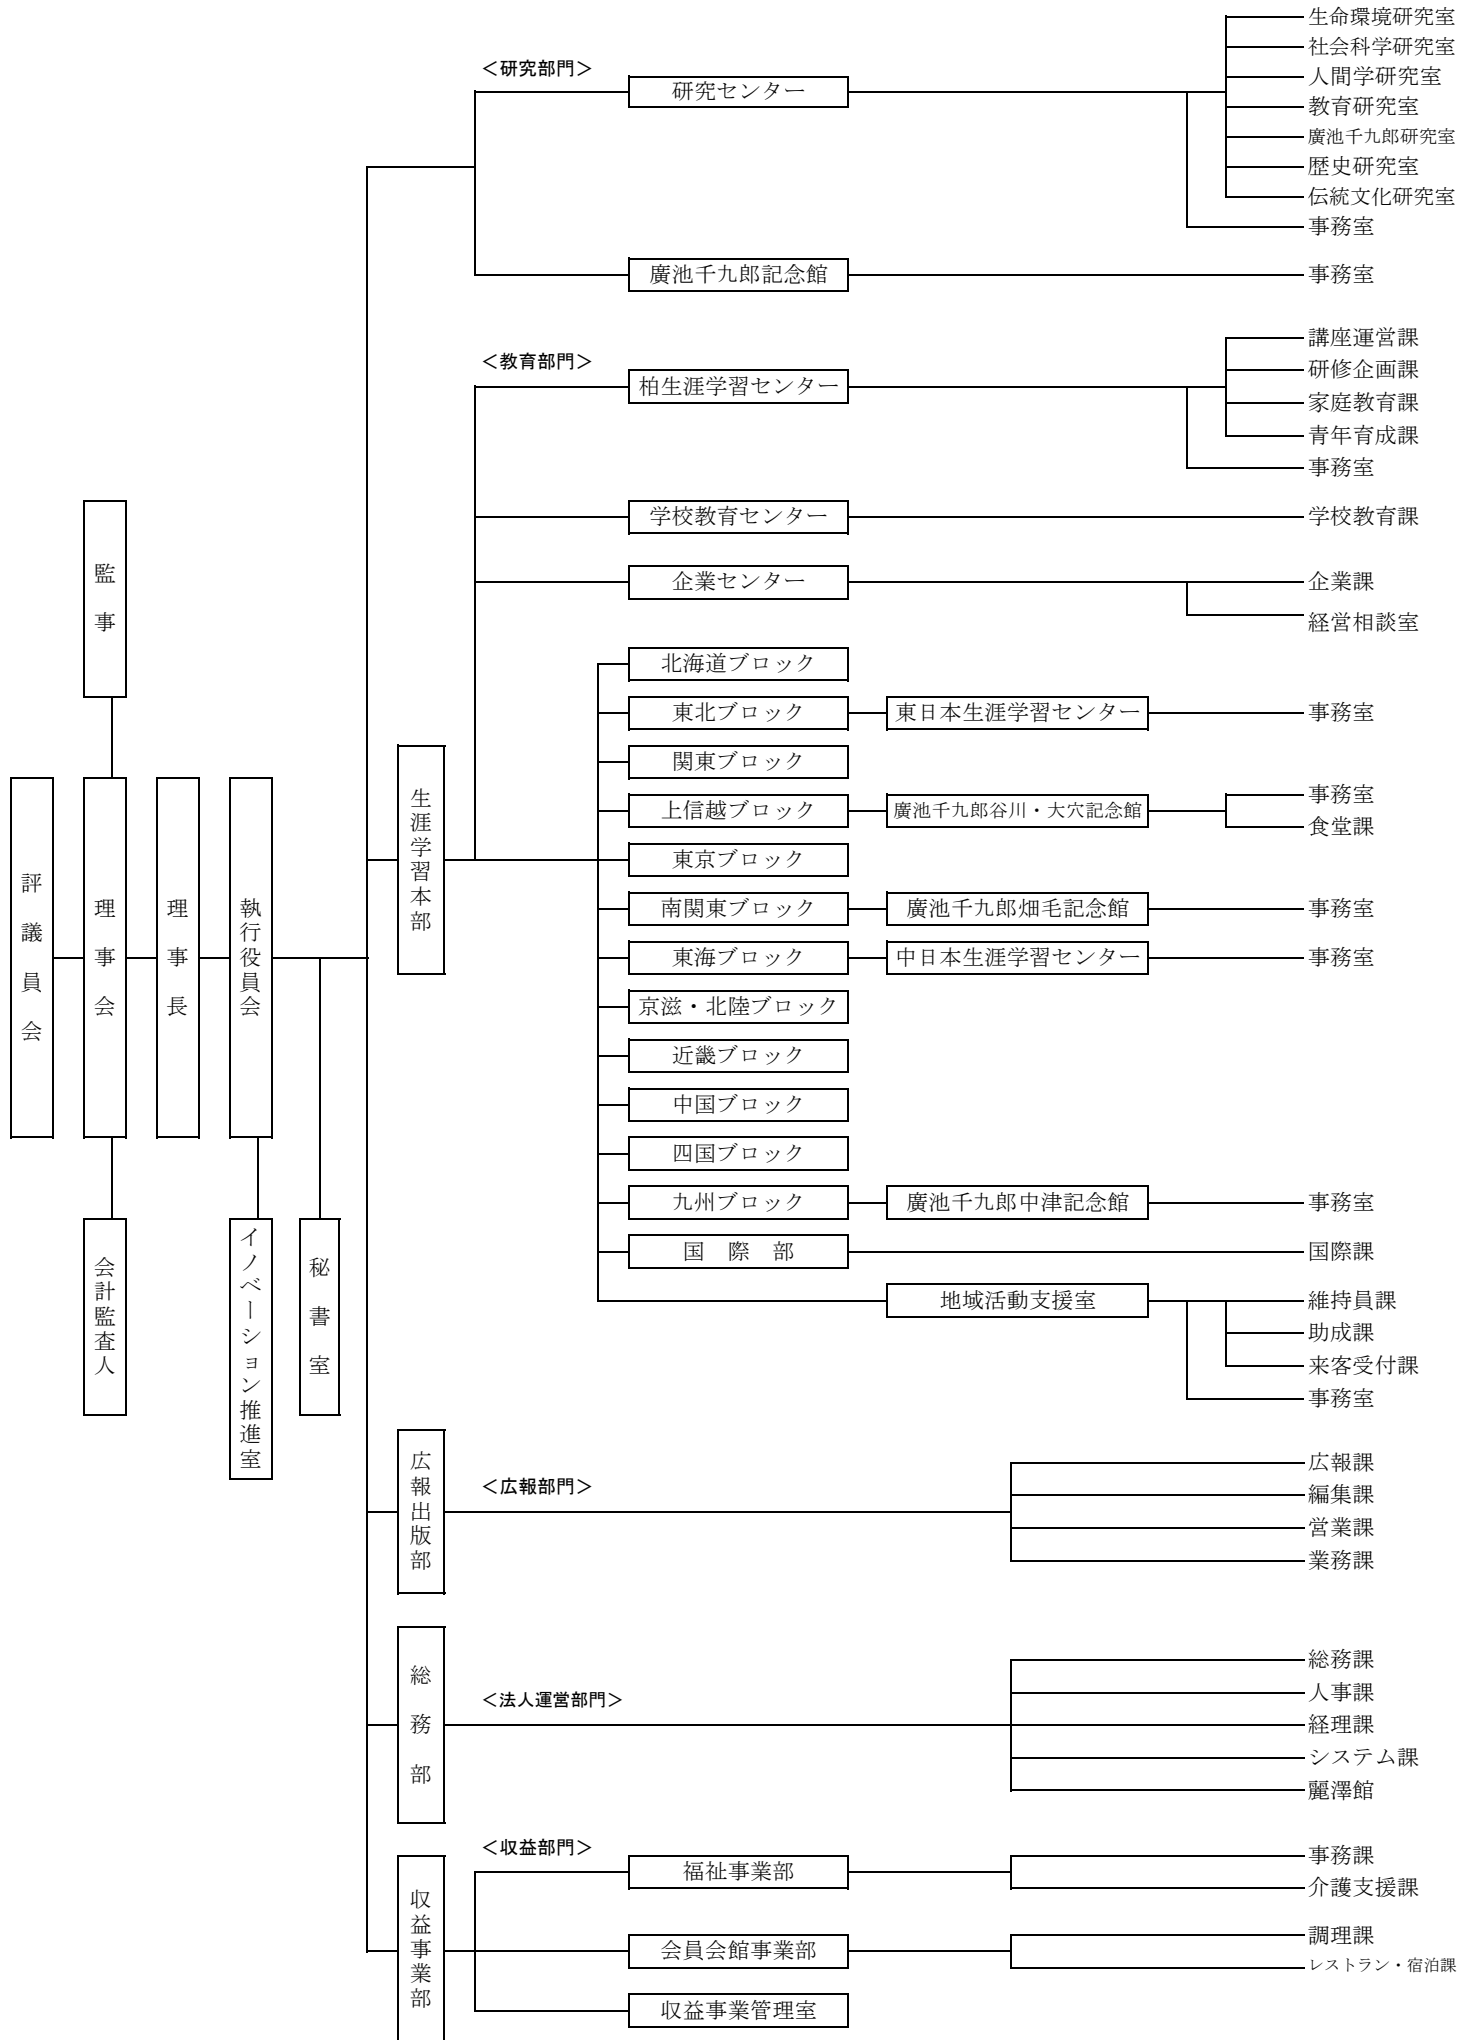 評議員会
監事
理事会
会計監査人
理事長
執行役員会
イノベーション推進室
秘書室
＜研究部門＞
研究センター
生命環境研究室
社会科学研究室
人間学研究室
教育研究室
廣池千九郎研究室
歴史研究室
伝統文化研究室
事務室
廣池千九郎記念館
事務室
生涯学習本部
＜教育部門＞
柏生涯学習センター
講座運営課
研修企画課
家庭教育課
青年育成課
事務室
学校教育センター
学校教育課
企業センター
企業課
経営相談室
北海道ブロック
東北ブロック
東日本生涯学習センター
事務室
関東ブロック
上信越ブロック
廣池千九郎谷川・大穴記念館
事務室
食堂課
東京ブロック
南関東ブロック
廣池千九郎畑毛記念館
事務室
東海ブロック
中日本生涯学習センター
事務室
京滋・北陸ブロック
近畿ブロック
中国ブロック
四国ブロック
九州ブロック
廣池千九郎中津記念館
事務室
国　際　部
国際課
地域活動支援室
維持員課
助成課
来客受付課
事務室
広報出版部
＜広報部門＞
広報課
編集課
営業課
業務課
総務部
＜法人運営部門＞
総務課
人事課
経理課
システム課
麗澤館
収益事業部
＜収益部門＞
福祉事業部
事務課
介護支援課
会員会館事業部
調理課
レストラン・宿泊課
収益事業管理室